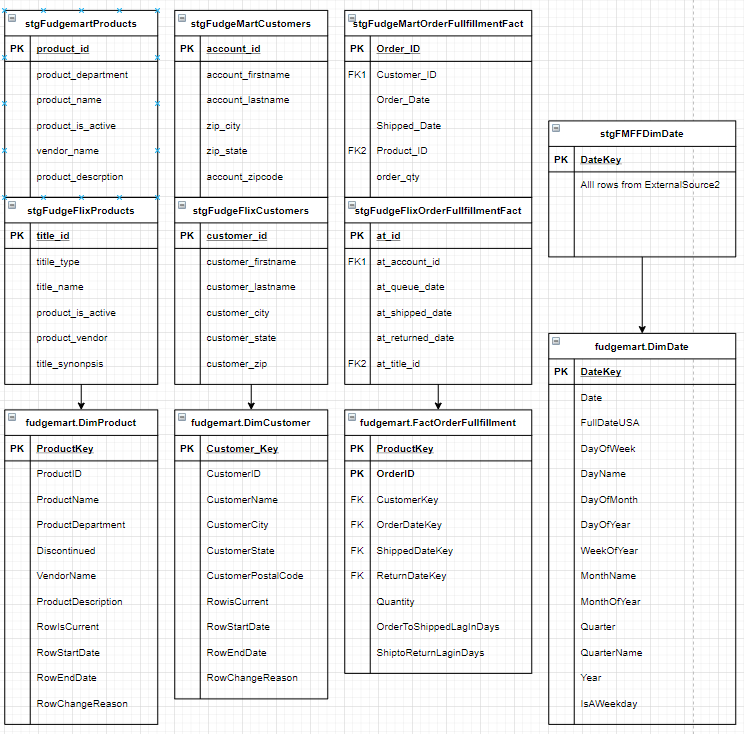 stgFudgemartProducts
PK product_id
product_department
product_name
product_is_active
vendor_name
product_descrption
stgFudgeMartCustomers
PK account_id
account_firstname
account_lastname
zip_city
zip_state
account_zipcode
stgFudgeMartOrderFullfillmentFact
PK Order_ID
FK1 Customer_ID
Order_Date
Shipped_Date
FK2 Product_ID
order_qty
stgFMFFDimDate
PK DateKey
Alll rows from ExternalSource2
stgFudgeFlixProducts
PK title_id
titile_type
title_name
product_is_active
product_vendor
title_synonpsis
stgFudgeFlixCustomers
PK customer_id
customer_firstname
customer_lastname
customer_city
customer_state
customer_zip
stgFudgeFlixOrderFullfillmentFact
PK at_id
FK1 at_account_id
at_queue_date
at_shipped_date
at_returned_date
FK2 at_title_id
fudgemart.DimProduct
PK ProductKey
ProductID
ProductName
ProductDepartment
Discontinued
VendorName
ProductDescription
RowIsCurrent
RowStartDate
RowEndDate
RowChangeReason
fudgemart.DimCustomer
PK Customer_Key
CustomerID
CustomerName
CustomerCity
CustomerState
CustomerPostalCode
RowisCurrent
RowStartDate
RowEndDate
RowChangeReason
fudgemart.FactOrderFullfillment
PK ProductKey
PK OrderID
FK CustomerKey
FK OrderDateKey
FK ShippedDateKey
FK ReturnDateKey
Quantity
OrderToShippedLagInDays
ShiptoReturnLaginDays
fudgemart.DimDate
PK DateKey
Date
FullDateUSA
DayOfWeek
DayName
DayOfMonth
DayOfYear
WeekOfYear
MonthName
MonthOfYear
Quarter
QuarterName
Year
IsAWeekday